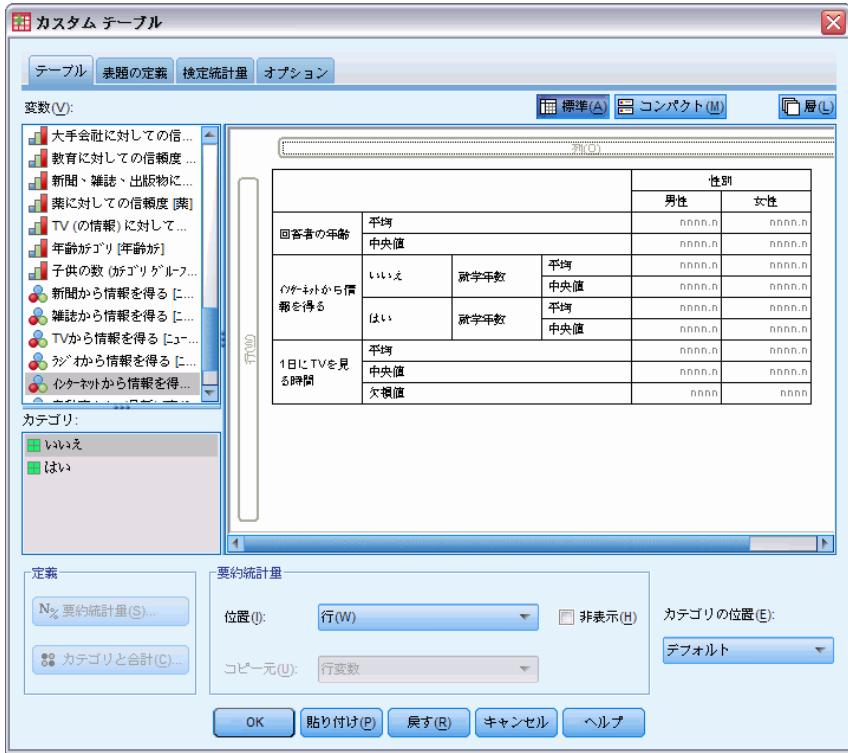 カスタム テーブル
テーブル 表題の定義 検定統計量 オプション
変数(V):
標準(A) コンパクト(M) 層(L)
大手会社に対しての信...
教育に対しての信頼度 ...
新聞、雑誌、出版物に...
薬に対しての信頼度 [薬]
TV (の情報) に対して...
年齢ｶﾃｺﾞﾘ [年齢ｶﾃ]
子供の数 (ｶﾃｺﾞﾘ ｸﾞﾙｰﾌ...
新聞から情報を得る [ﾆ...
雑誌から情報を得る [ﾆ...
TVから情報を得る [ﾆｭｰ...
ﾗｼﾞｵから情報を得る [ﾆ...
ｲﾝﾀｰﾈｯﾄから情報を得...
列(O)
行(W)
性別
男性 女性
回答者の年齢 平均 nnnn.n nnnn.n
中央値 nnnn.n nnnn.n
ｲﾝﾀｰﾈｯﾄから情報を得る いいえ 就学年数 平均 nnnn.n nnnn.n
中央値 nnnn.n nnnn.n
はい 就学年数 平均 nnnn.n nnnn.n
中央値 nnnn.n nnnn.n
1日にTVを見る時間 平均 nnnn.n nnnn.n
中央値 nnnn.n nnnn.n
欠損値 nnnn nnnn
カテゴリ:
いいえ
はい
定義
N% 要約統計量(S)...
カテゴリと合計(C)...
要約統計量
位置(I): 行(W) 非表示(H)
コピー元(U): 行変数
カテゴリの位置(E):
デフォルト
OK 貼り付け(P) 戻す(R) キャンセル ヘルプ